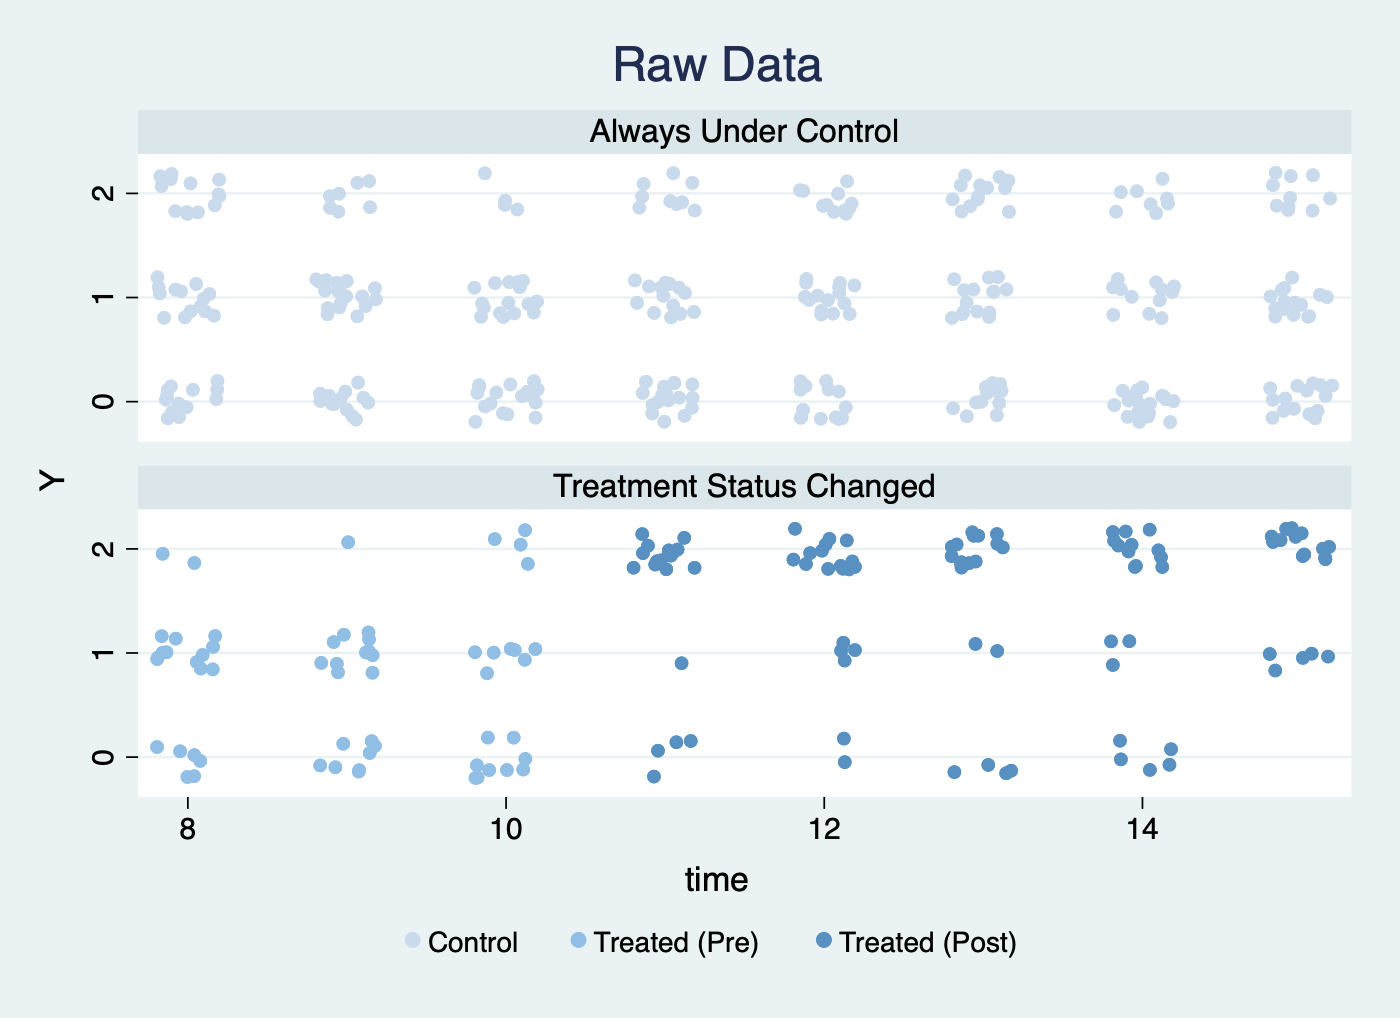 Raw Data
Always Under Control
2
1
0
Y
Treatment Status Changed
2
1
0
8 10 12 14
time
Control Treated (Pre) Treated (Post)